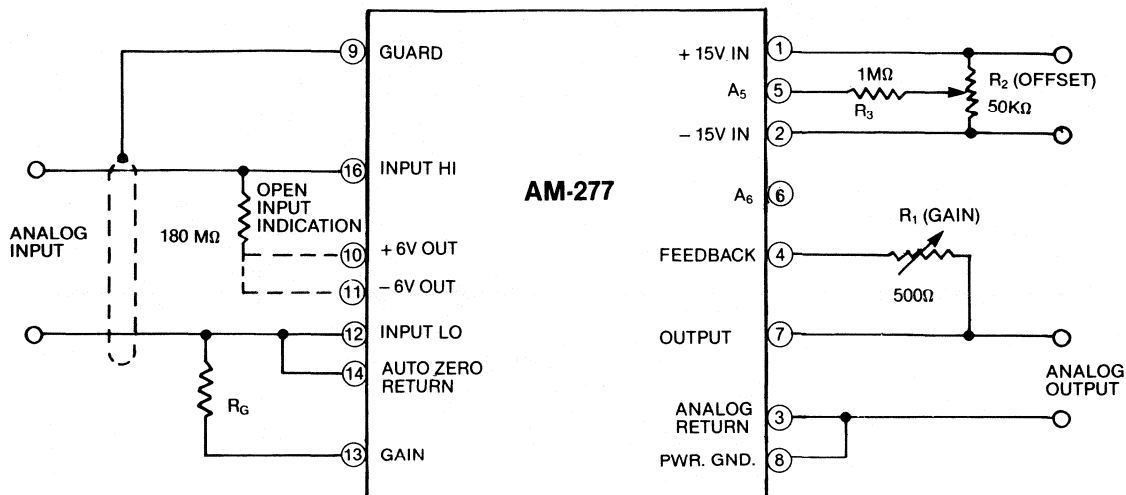 9 GUARD
16 INPUT HI
OPEN
INPUT
INDICATION
180 MΩ
ANALOG
INPUT
10 + 6V OUT
11 – 6V OUT
12 INPUT LO
14 AUTO ZERO
RETURN
R_G
13 GAIN
AM-277
+ 15V IN 1
A₅ 5
1MΩ
R₃
R₂ (OFFSET)
50KΩ
– 15V IN 2
A₆ 6
R₁ (GAIN)
FEEDBACK 4
500Ω
OUTPUT 7
ANALOG
OUTPUT
ANALOG
RETURN 3
PWR. GND. 8